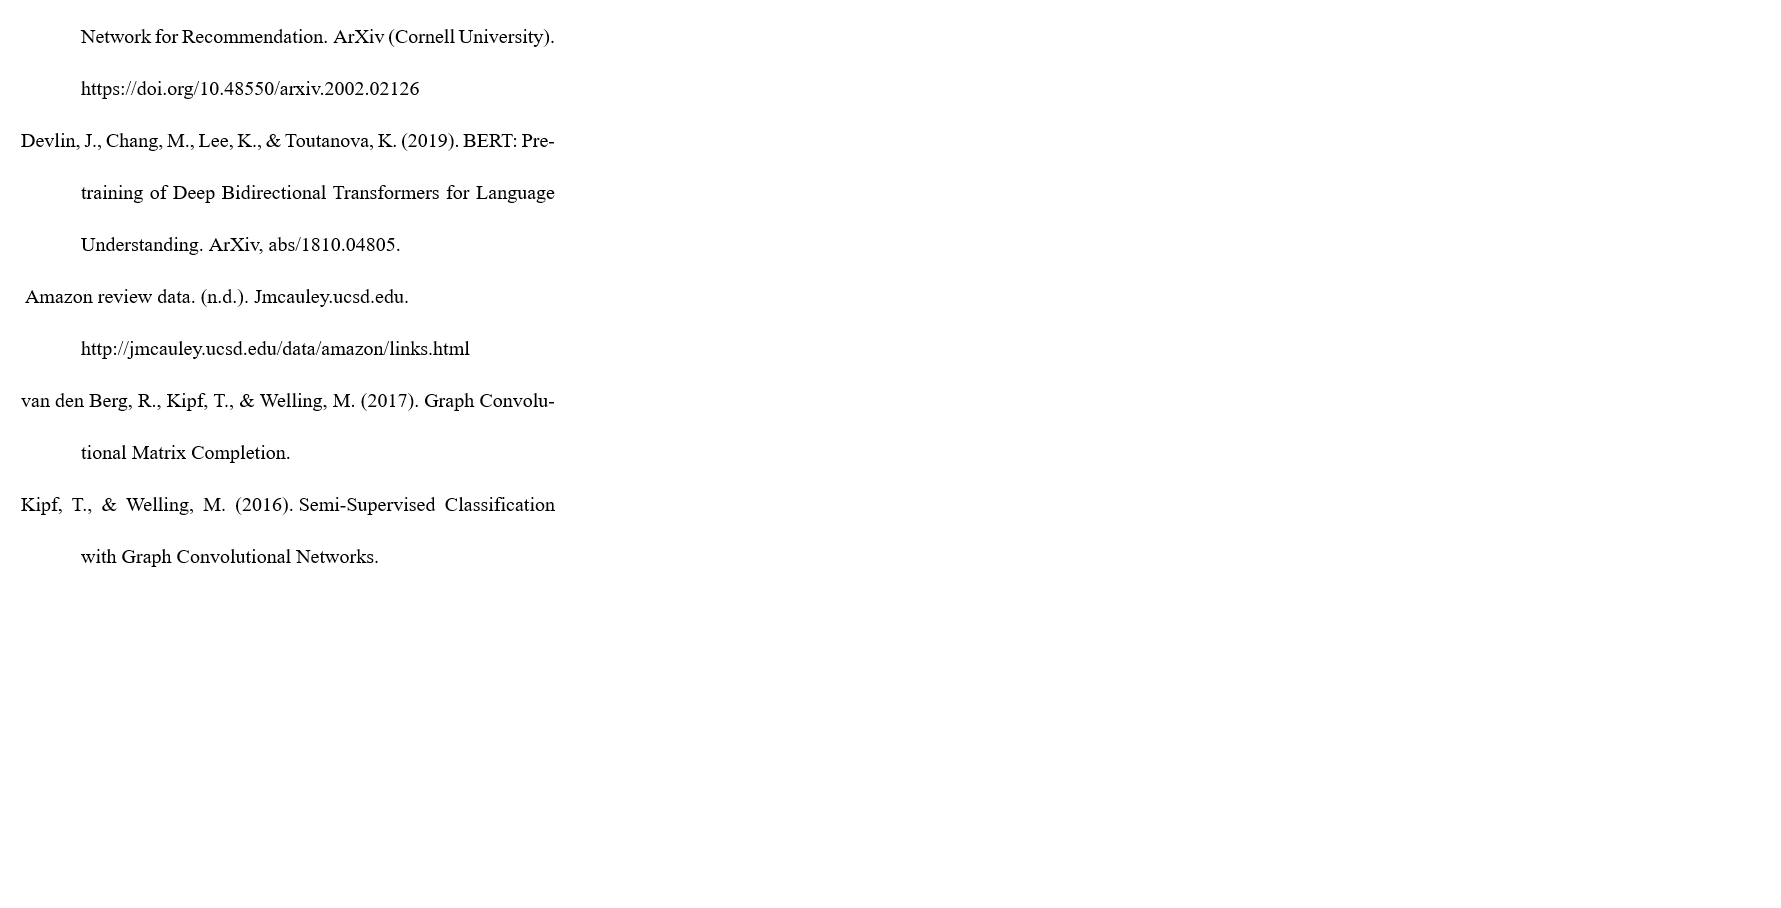 Network for Recommendation. ArXiv (Cornell University).
https://doi.org/10.48550/arxiv.2002.02126
Devlin, J., Chang, M., Lee, K., & Toutanova, K. (2019). BERT: Pre-
training of Deep Bidirectional Transformers for Language
Understanding. ArXiv, abs/1810.04805.
Amazon review data. (n.d.). Jmcauley.ucsd.edu.
http://jmcauley.ucsd.edu/data/amazon/links.html
van den Berg, R., Kipf, T., & Welling, M. (2017). Graph Convolu-
tional Matrix Completion.
Kipf, T., & Welling, M. (2016). Semi-Supervised Classification
with Graph Convolutional Networks.